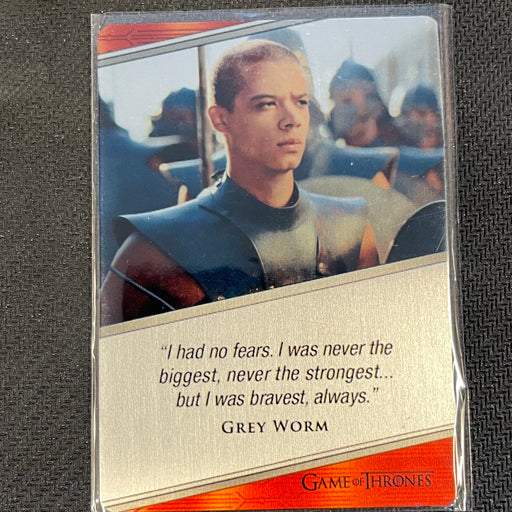 “I had no fears. I was never the
biggest, never the strongest...
but I was bravest, always.”
GREY WORM
GAME OF THRONES